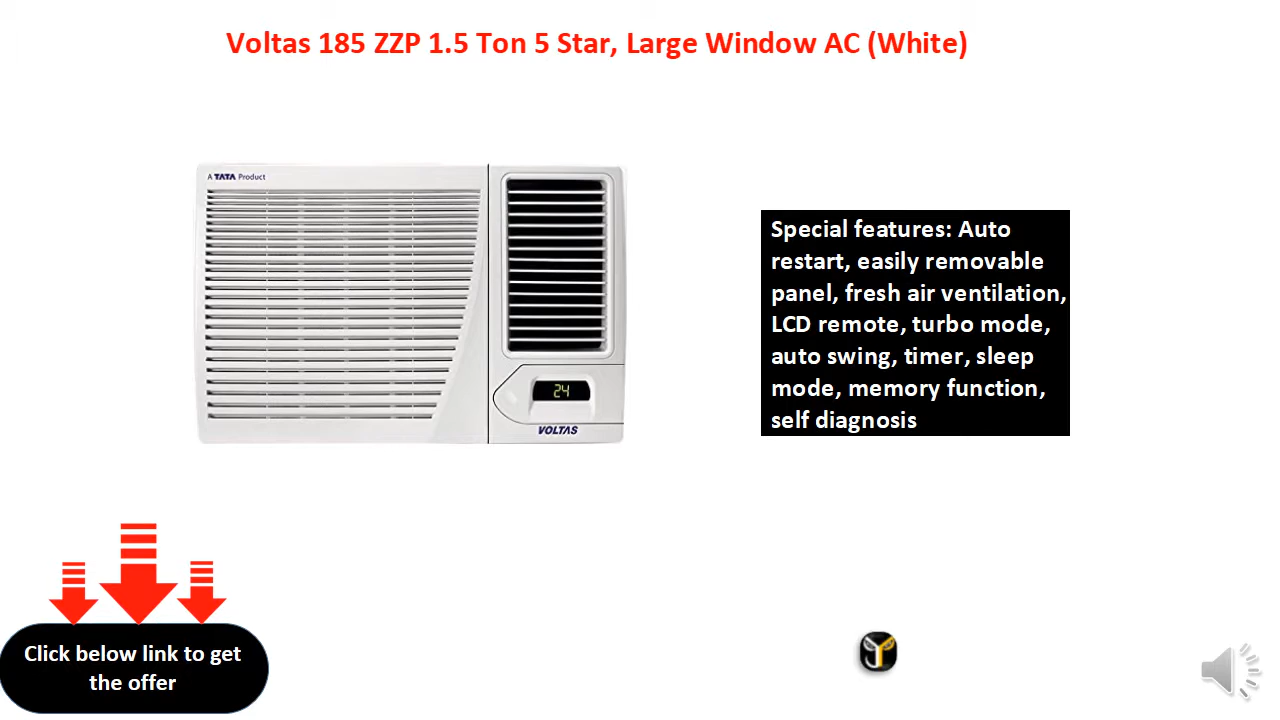 Voltas 185 ZZP 1.5 Ton 5 Star, Large Window AC (White)
A TATA Product
24
VOLTAS
Special features: Auto
restart, easily removable
panel, fresh air ventilation,
LCD remote, turbo mode,
auto swing, timer, sleep
mode, memory function,
self diagnosis
Click below link to get
the offer